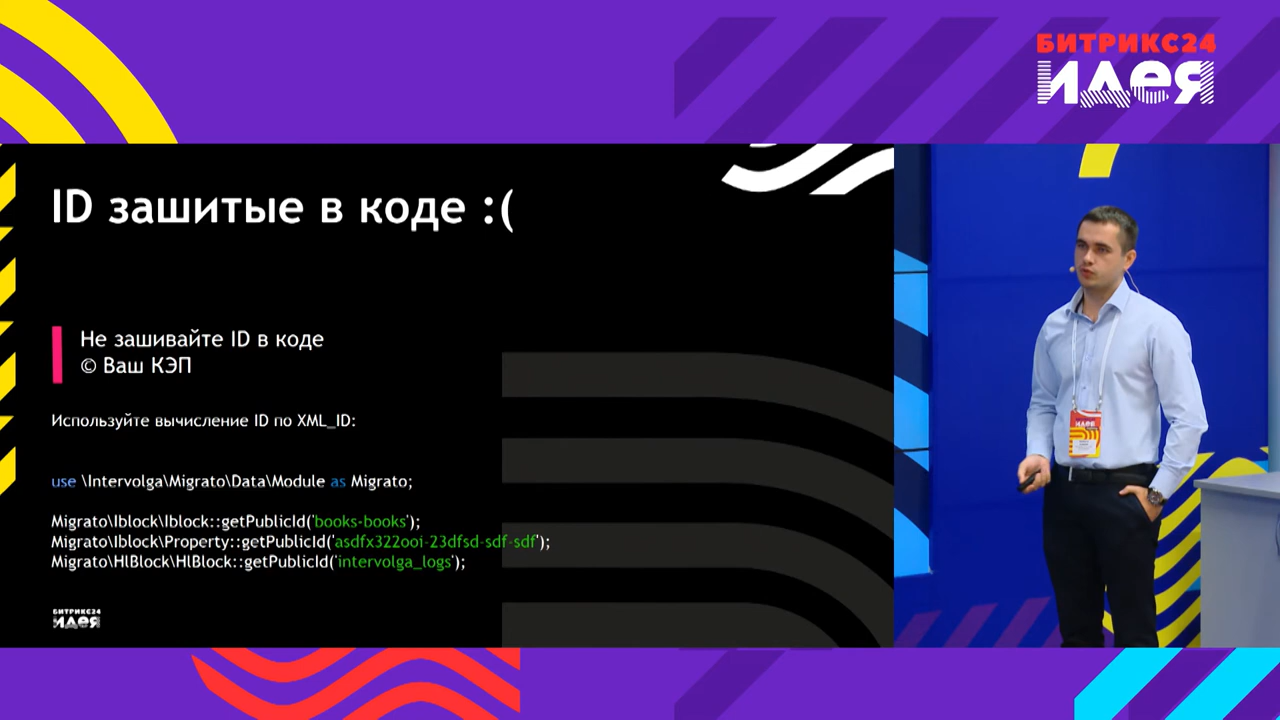 БИТРИКС24
идея
ID зашитые в коде :(
Не зашивайте ID в коде
© Ваш КЭП
Используйте вычисление ID по XML_ID:
use \Intervolga\Migrato\Data\Module as Migrato;
Migrato\Iblock\Iblock::getPublicId('books-books');
Migrato\Iblock\Property::getPublicId('asdfx322ooi-23dfsd-sdf-sdf');
Migrato\HlBlock\HlBlock::getPublicId('intervolga_logs');
БИТРИКС24
идея
идея